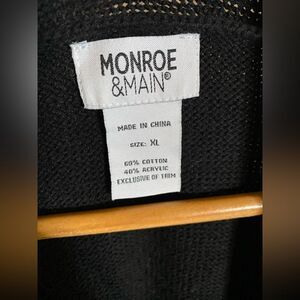 MONROE
&MAIN®
MADE IN CHINA
SIZE: XL
60% COTTON
40% ACRYLIC
EXCLUSIVE OF TRIM